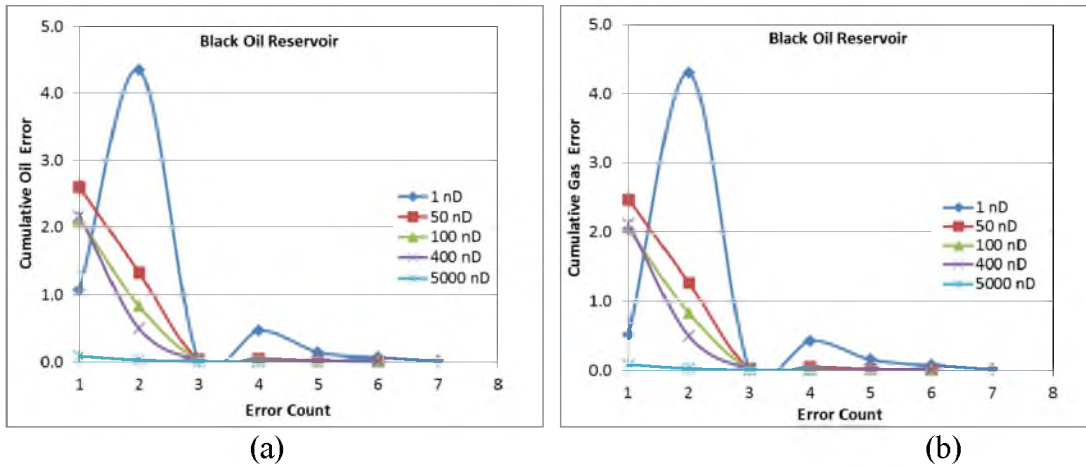 Black Oil Reservoir
Cumulative Oil Error
5.0
4.0
3.0
2.0
1.0
0.0
1 2 3 4 5 6 7 8
Error Count
1 nD
50 nD
100 nD
400 nD
5000 nD
(a)
Black Oil Reservoir
Cumulative Gas Error
5.0
4.0
3.0
2.0
1.0
0.0
1 2 3 4 5 6 7 8
Error Count
1 nD
50 nD
100 nD
400 nD
5000 nD
(b)